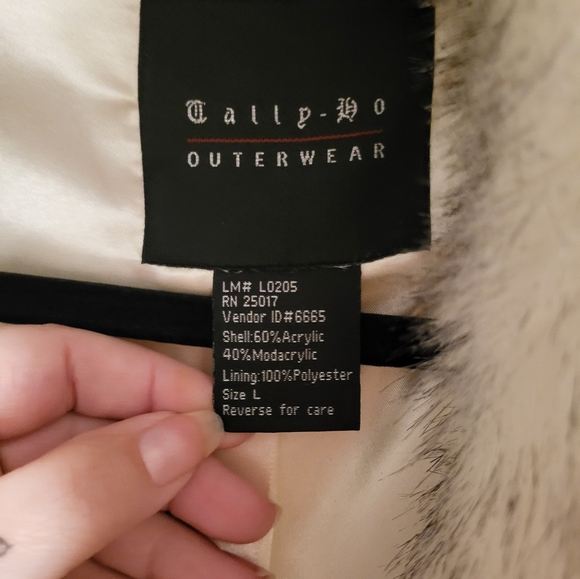 Tally-Ho
OUTERWEAR
LM# L0205
RN 25017
Vendor ID#6665
Shell:60%Acrylic
40%Modacrylic
Lining:100%Polyester
Size L
Reverse for care